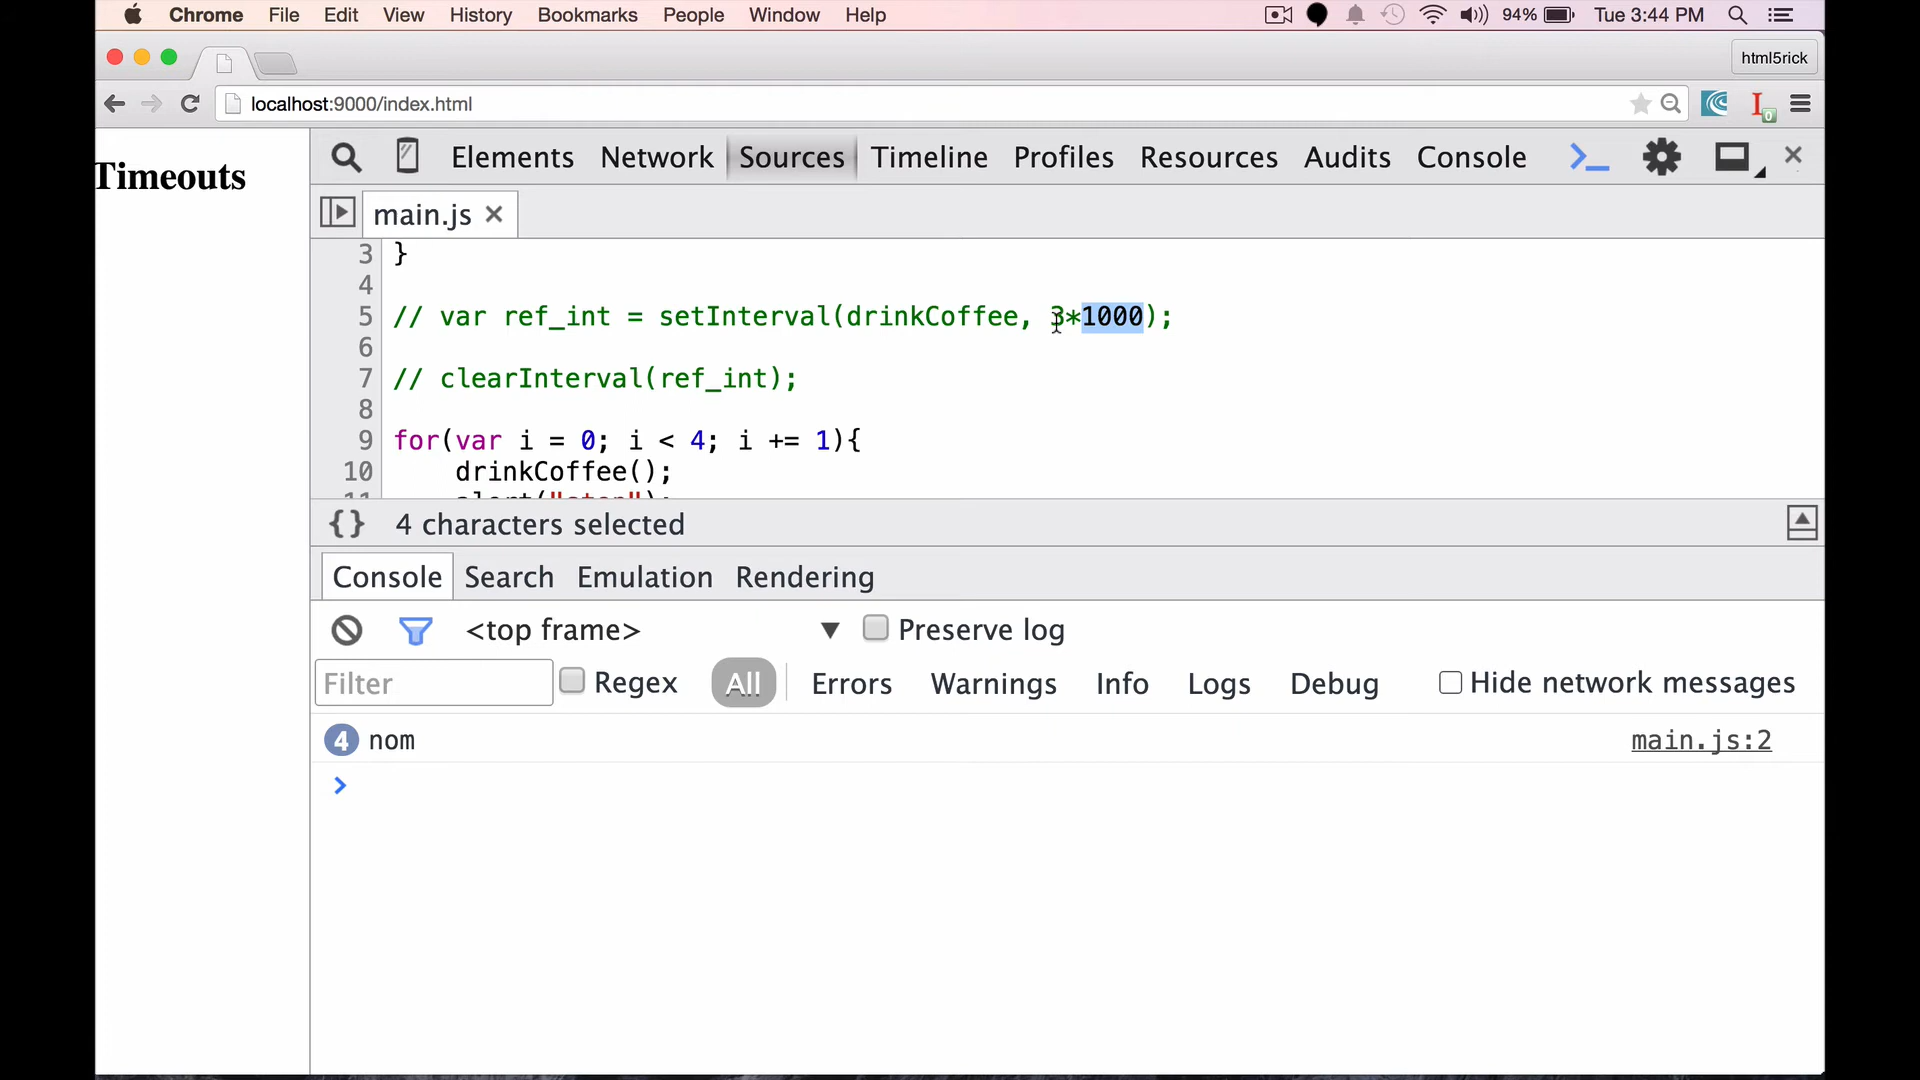 Chrome File Edit View History Bookmarks People Window Help 94% Tue 3:44 PM
html5rick
localhost:9000/index.html
0
Timeouts
Elements Network Sources Timeline Profiles Resources Audits Console
main.js
3 }
4
5 // var ref_int = setInterval(drinkCoffee, 3*1000);
6
7 // clearInterval(ref_int);
8
9 for(var i = 0; i < 4; i += 1){
10 drinkCoffee();
11 alert("stop");
{} 4 characters selected
Console Search Emulation Rendering
<top frame> Preserve log
Filter Regex All Errors Warnings Info Logs Debug Hide network messages
4 nom main.js:2
>